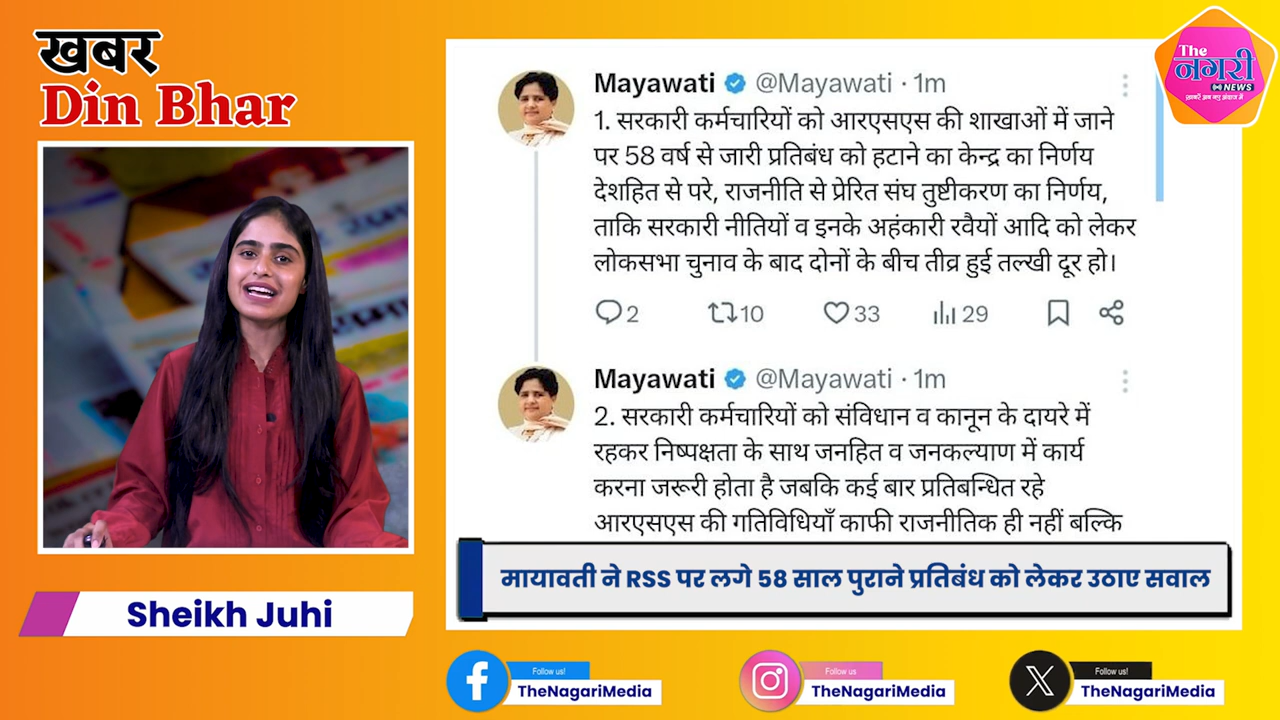 खबर
Din Bhar
The
नगरी
NEWS
Mayawati @Mayawati · 1m
1. सरकारी कर्मचारियों को आरएसएस की शाखाओं में जाने
पर 58 वर्ष से जारी प्रतिबंध को हटाने का केन्द्र का निर्णय
देशहित से परे, राजनीति से प्रेरित संघ तुष्टीकरण का निर्णय,
ताकि सरकारी नीतियों व इनके अहंकारी रवैयों आदि को लेकर
लोकसभा चुनाव के बाद दोनों के बीच तीव्र हुई तल्खी दूर हो।
2 10 33 29
Mayawati @Mayawati · 1m
2. सरकारी कर्मचारियों को संविधान व कानून के दायरे में
रहकर निष्पक्षता के साथ जनहित व जनकल्याण में कार्य
करना जरूरी होता है जबकि कई बार प्रतिबन्धित रहे
आरएसएस की गतिविधियाँ काफी राजनीतिक ही नहीं बल्कि
मायावती ने RSS पर लगे 58 साल पुराने प्रतिबंध को लेकर उठाए सवाल
Sheikh Juhi
Follow us!
TheNagariMedia
Follow us!
TheNagariMedia
Follow us!
TheNagariMedia